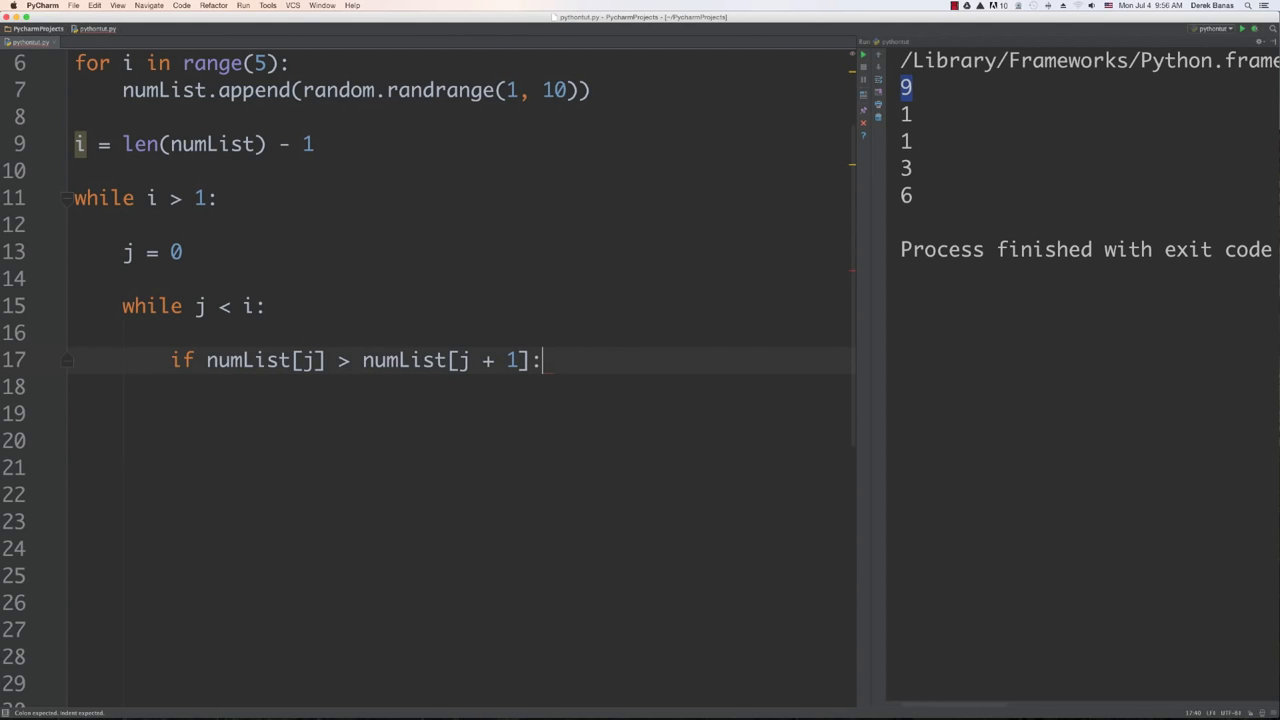 PyCharm File Edit View Navigate Code Refactor Run Tools VCS Window Help
10 Mon Jul 4 9:56 AM Derek Banas
pythontut.py - PycharmProjects - [~/PycharmProjects]
PycharmProjects pythontut.py
pythontut
pythontut.py
Run: pythontut
6 for i in range(5):
7 numList.append(random.randrange(1, 10))
8
9 i = len(numList) - 1
10
11 while i > 1:
12
13 j = 0
14
15 while j < i:
16
17 if numList[j] > numList[j + 1]:
18
19
20
21
22
23
24
25
26
27
28
29
/Library/Frameworks/Python.frame
9
1
1
3
6
Process finished with exit code
Colon expected. Indent expected.
17:40 LF‡ UTF-8‡